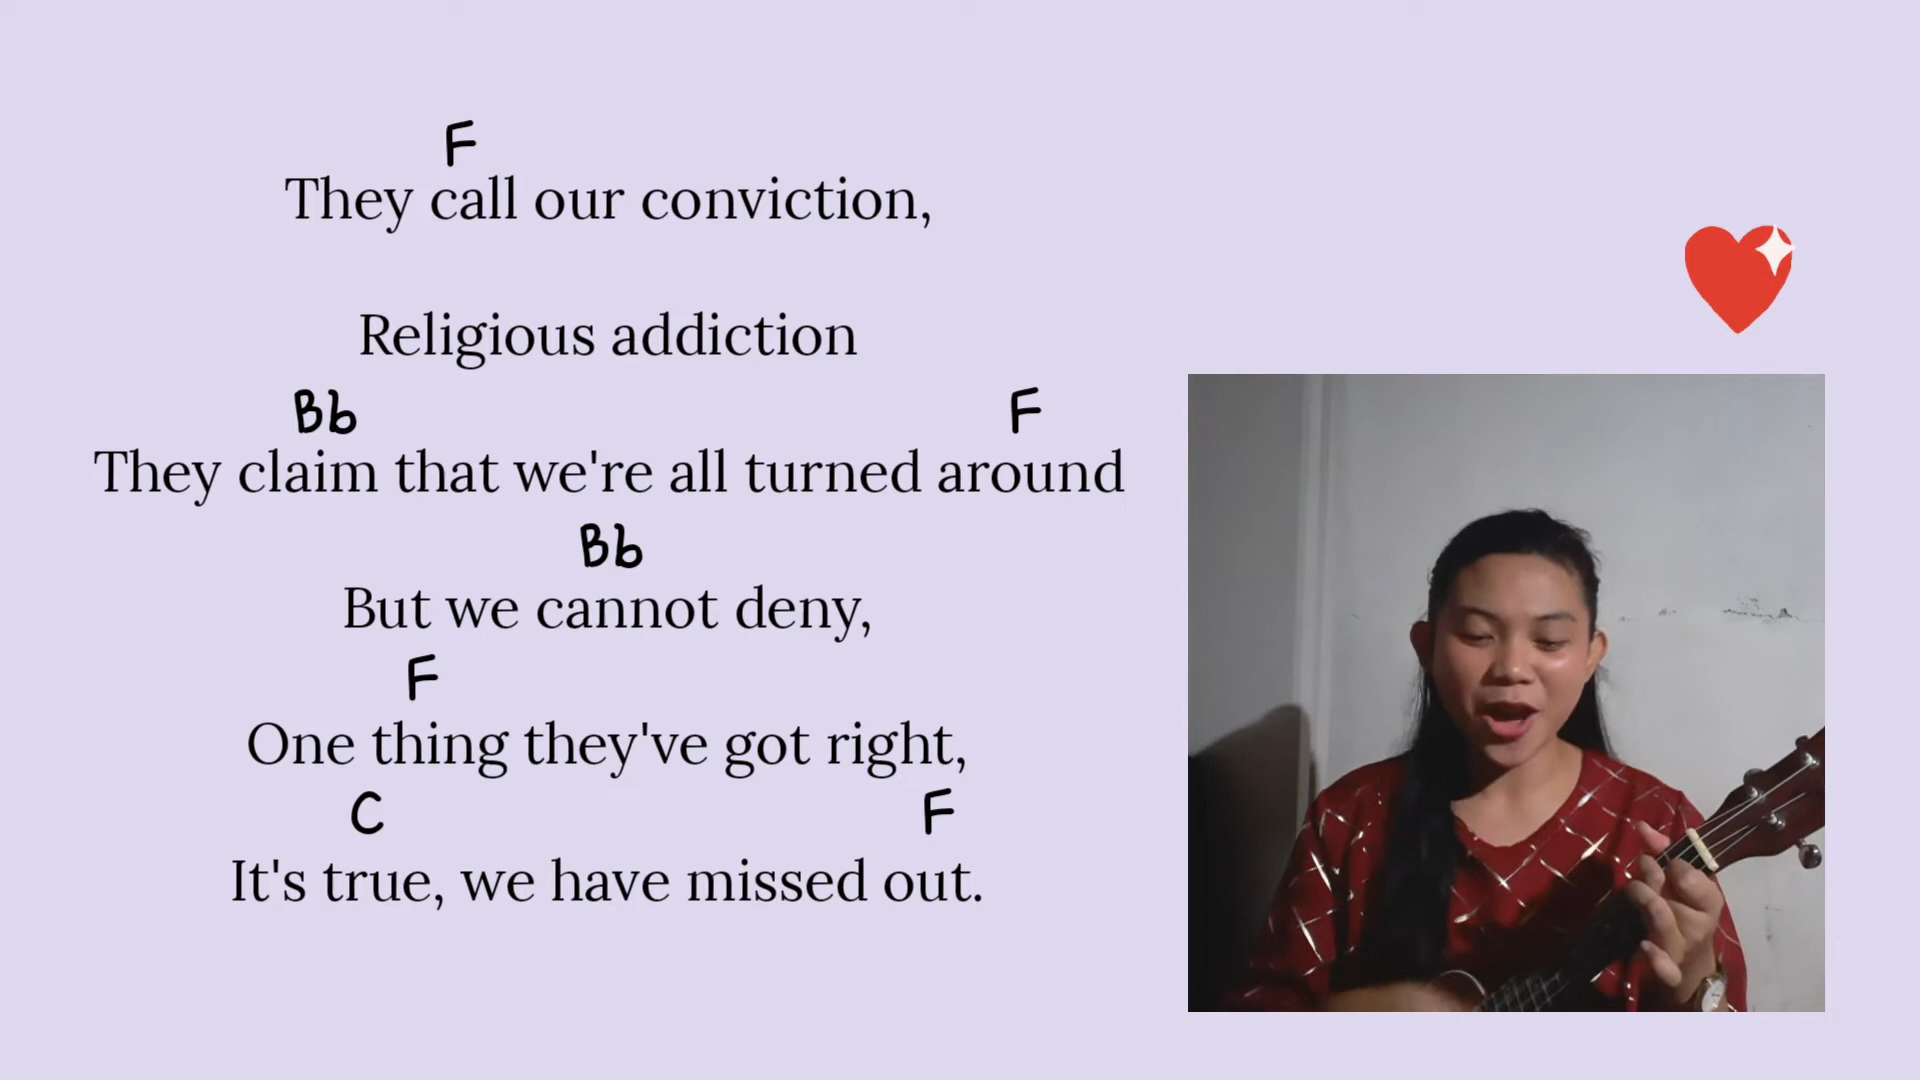 F
They call our conviction,
Religious addiction
Bb F
They claim that we're all turned around
Bb
But we cannot deny,
F
One thing they've got right,
C F
It's true, we have missed out.